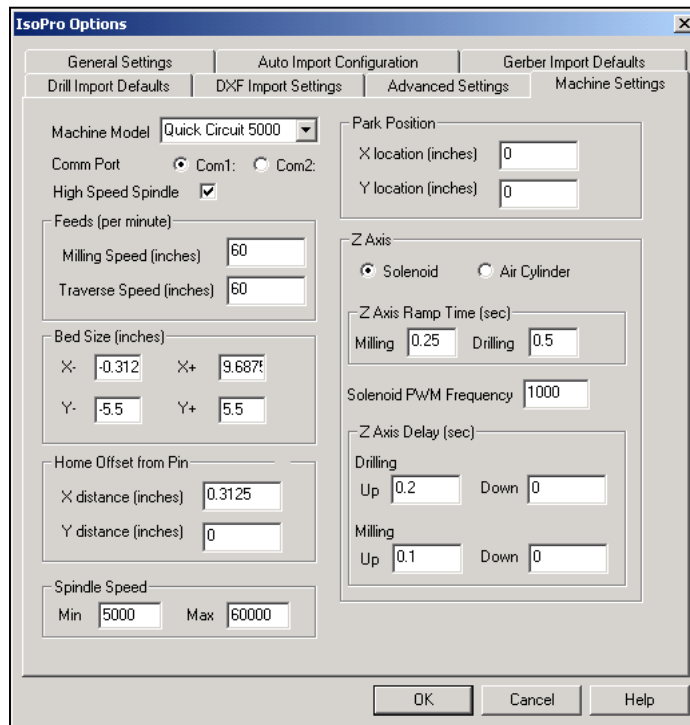 IsoPro Options
General Settings
Auto Import Configuration
Gerber Import Defaults
Drill Import Defaults
DXF Import Settings
Advanced Settings
Machine Settings
Machine Model Quick Circuit 5000
Comm Port Com1: Com2:
High Speed Spindle
Feeds (per minute)
Milling Speed (inches) 60
Traverse Speed (inches) 60
Bed Size (inches)
X- -0.312 X+ 9.6875
Y- -5.5 Y+ 5.5
Home Offset from Pin
X distance (inches) 0.3125
Y distance (inches) 0
Spindle Speed
Min 5000 Max 60000
Park Position
X location (inches) 0
Y location (inches) 0
Z Axis
Solenoid Air Cylinder
Z Axis Ramp Time (sec)
Milling 0.25 Drilling 0.5
Solenoid PWM Frequency 1000
Z Axis Delay (sec)
Drilling
Up 0.2 Down 0
Milling
Up 0.1 Down 0
OK Cancel Help